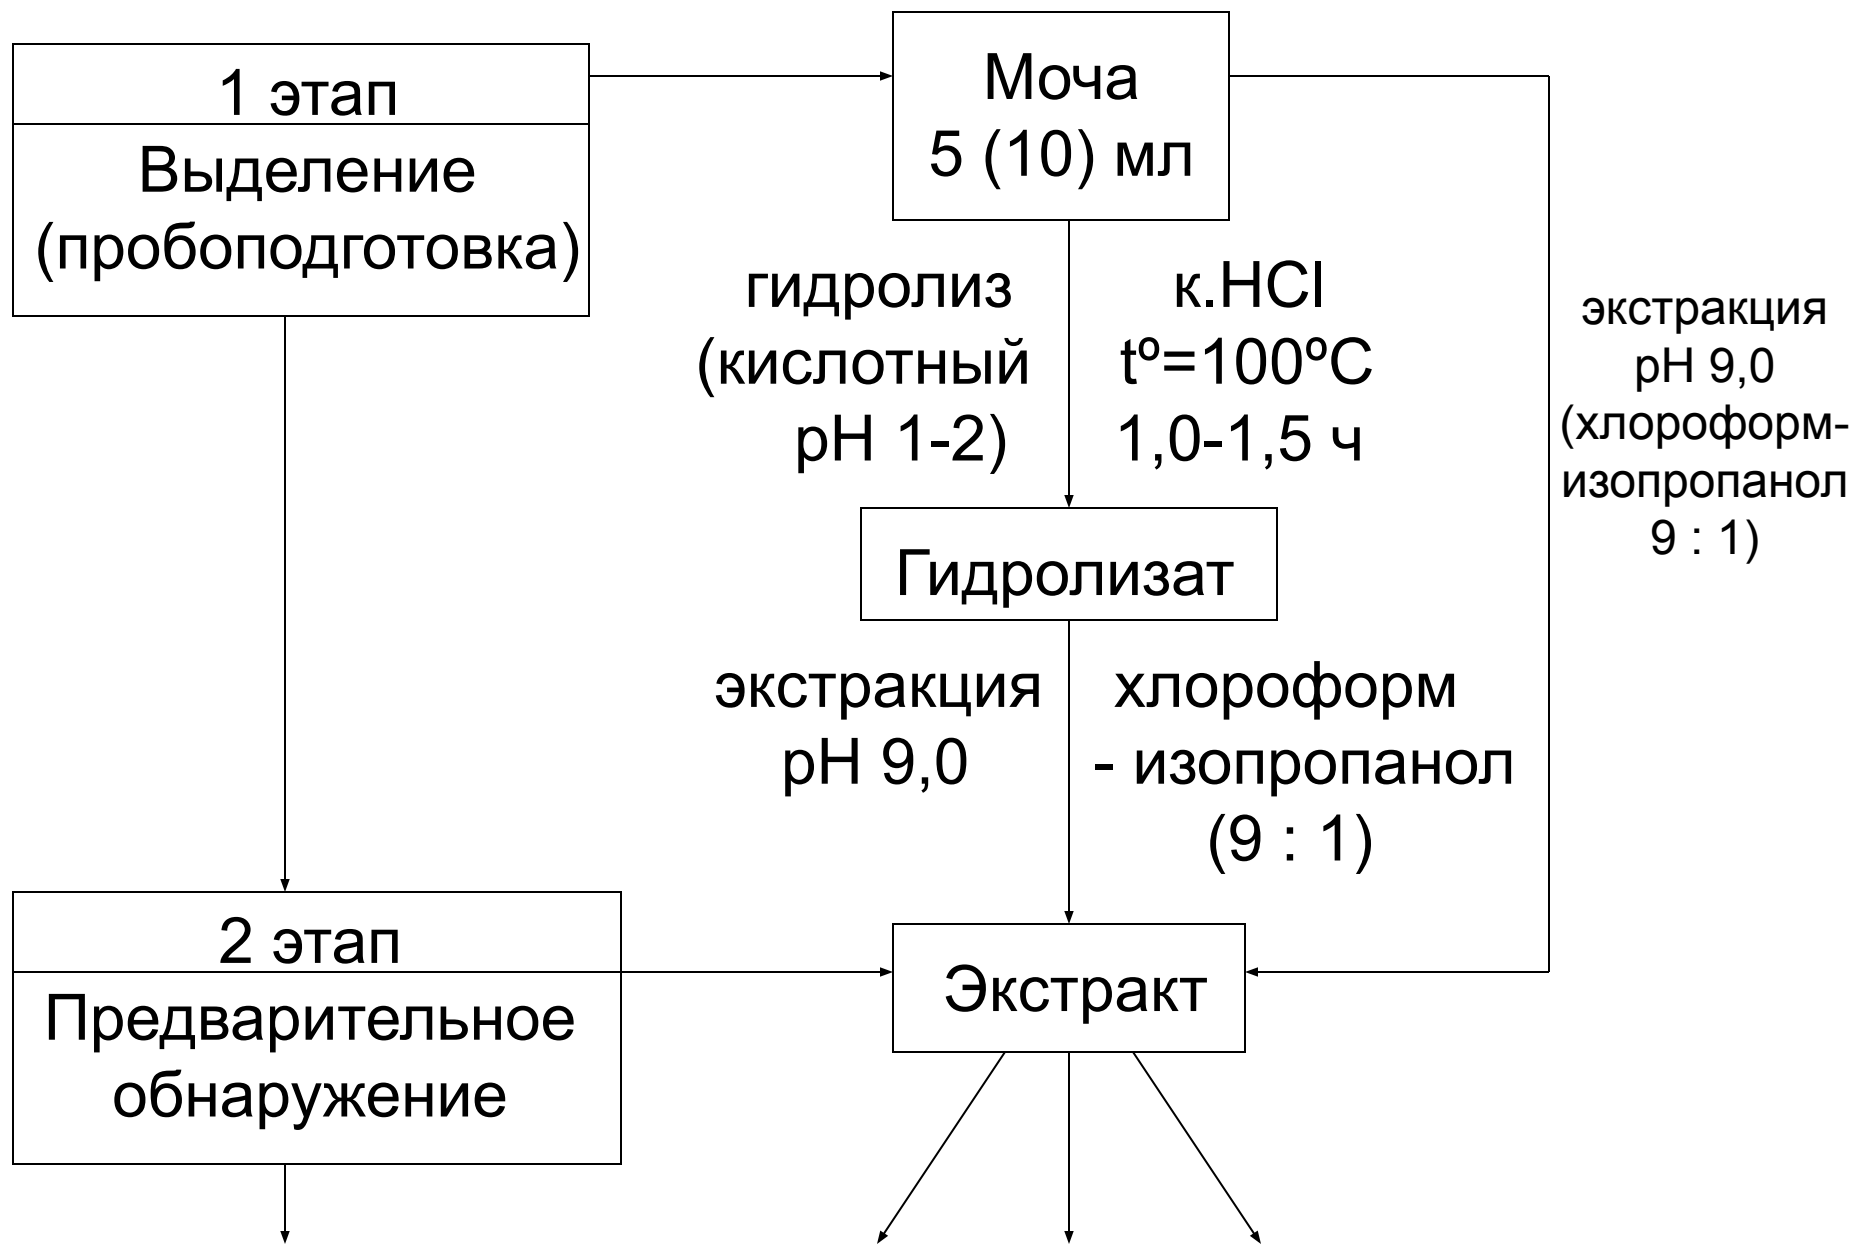 1 этап
Выделение
(пробоподготовка)
Моча
5 (10) мл
гидролиз
(кислотный
pH 1-2)
к.HCl
tº=100ºC
1,0-1,5 ч
экстракция
pH 9,0
(хлороформ-
изопропанол
9 : 1)
Гидролизат
экстракция
pH 9,0
хлороформ
- изопропанол
(9 : 1)
2 этап
Предварительное
обнаружение
Экстракт